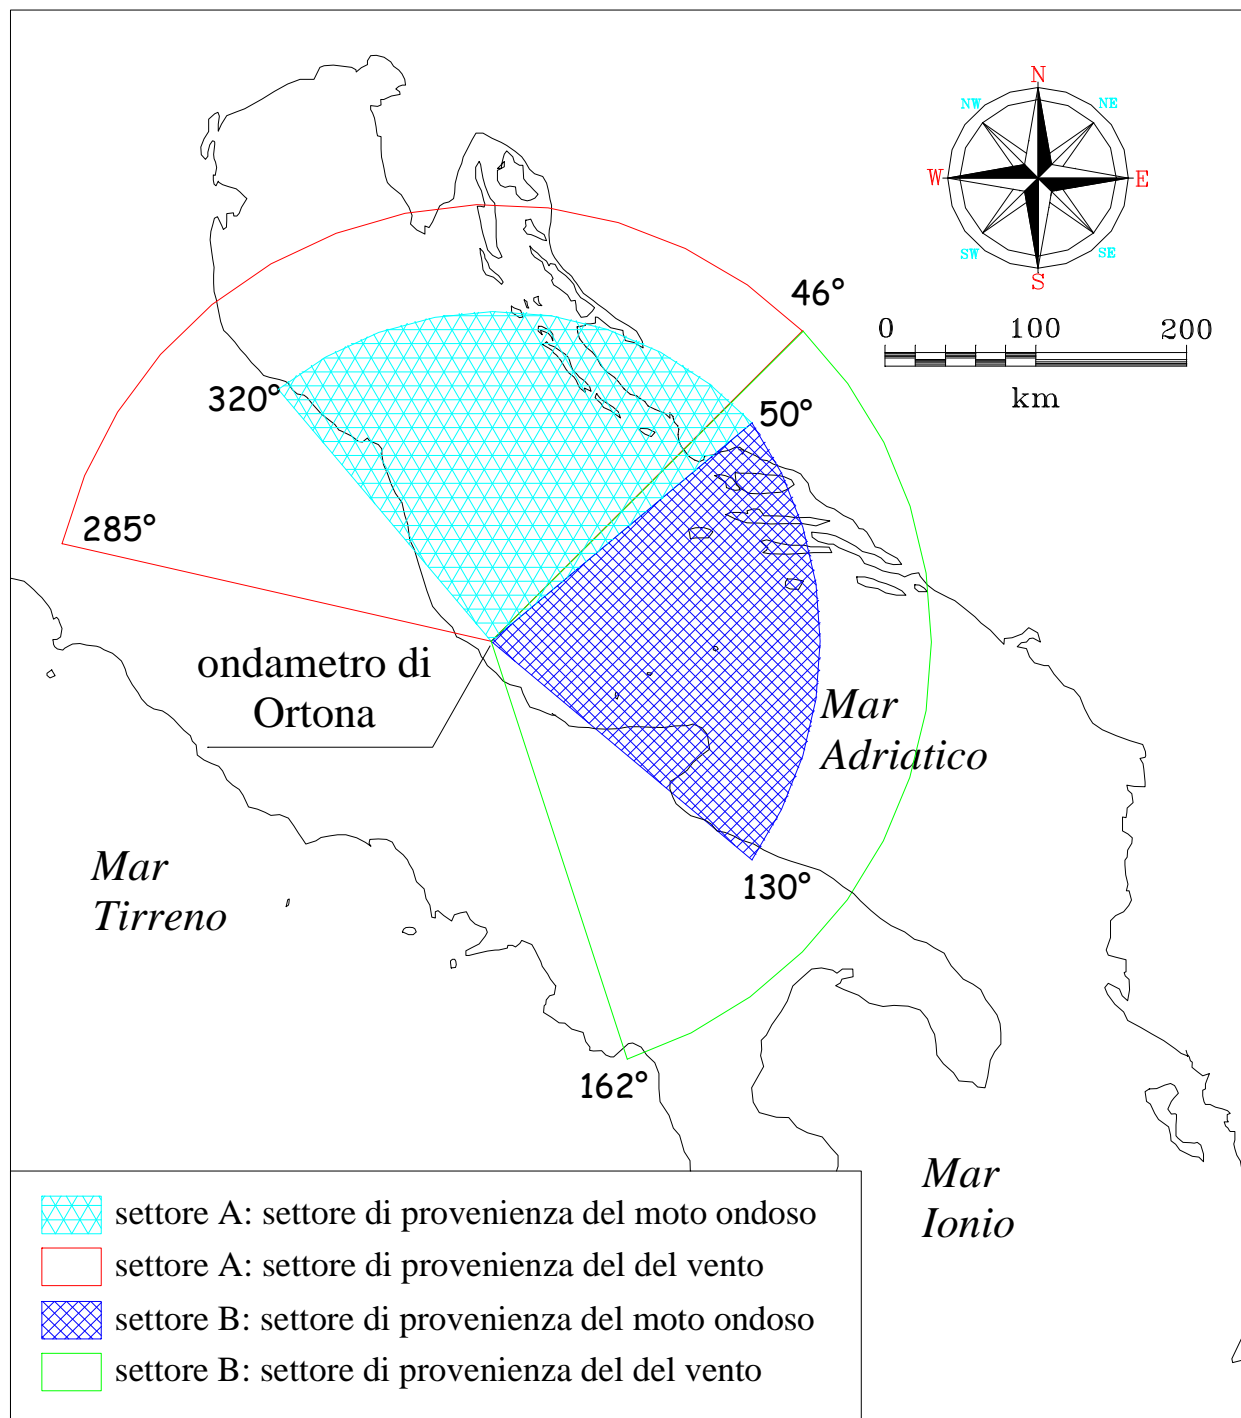 N
NW
NE
W
E
SW
SE
S
46°
0 100 200
km
320°
50°
285°
ondametro di
Ortona
Mar
Adriatico
Mar
Tirreno
130°
162°
Mar
Ionio
settore A: settore di provenienza del moto ondoso
settore A: settore di provenienza del del vento
settore B: settore di provenienza del moto ondoso
settore B: settore di provenienza del del vento